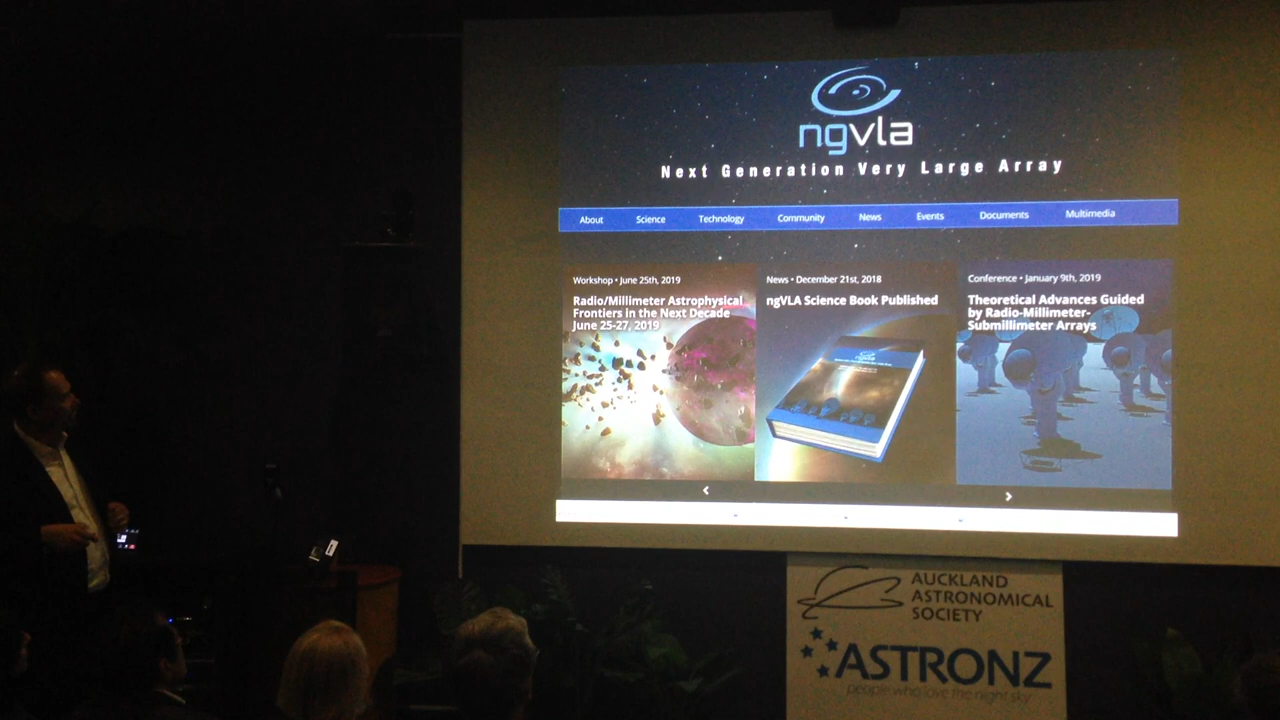 ngvla
Next Generation Very Large Array
About Science Technology Community News Events Documents Multimedia
Workshop • June 25th, 2019
Radio/Millimeter Astrophysical
Frontiers in the Next Decade
June 25-27, 2019
News • December 21st, 2018
ngVLA Science Book Published
Conference • January 9th, 2019
Theoretical Advances Guided
by Radio-Millimeter-
Submillimeter Arrays
AUCKLAND
ASTRONOMICAL
SOCIETY
ASTRONZ
people who love the night sky